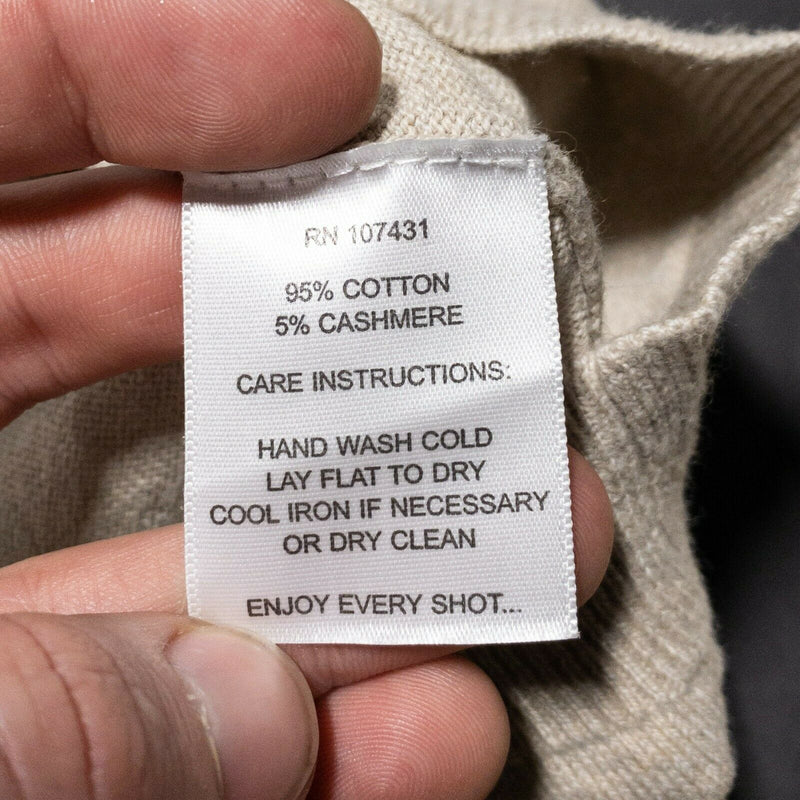 RN 107431
95% COTTON
5% CASHMERE
CARE INSTRUCTIONS:
HAND WASH COLD
LAY FLAT TO DRY
COOL IRON IF NECESSARY
OR DRY CLEAN
ENJOY EVERY SHOT...